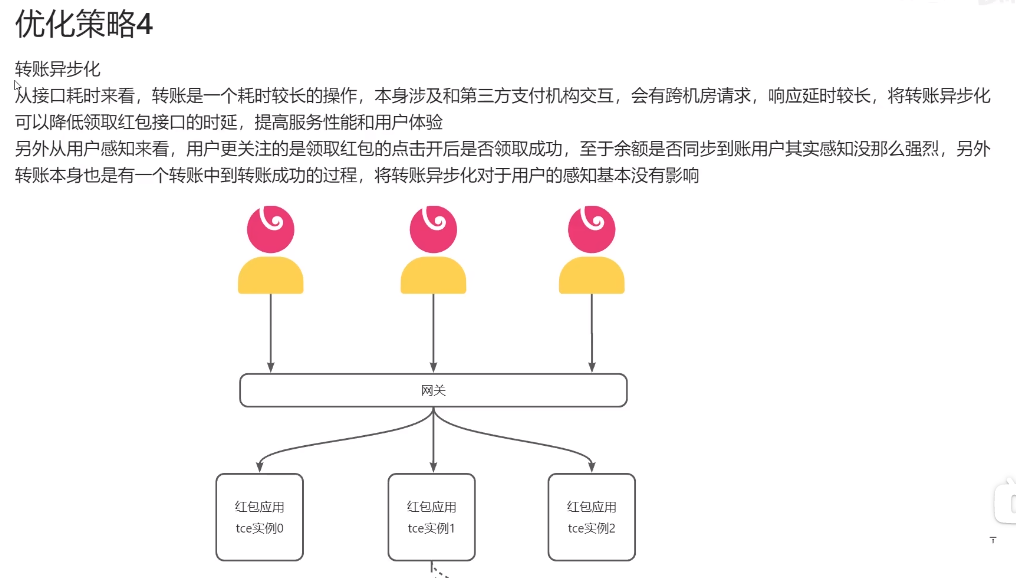 优化策略4
转账异步化
从接口耗时来看，转账是一个耗时较长的操作，本身涉及和第三方支付机构交互，会有跨机房请求，响应延时较长，将转账异步化
可以降低领取红包接口的时延，提高服务性能和用户体验
另外从用户感知来看，用户更关注的是领取红包的点击开后是否领取成功，至于余额是否同步到账用户其实感知没那么强烈，另外
转账本身也是有一个转账中到转账成功的过程，将转账异步化对于用户的感知基本没有影响
网关
红包应用
tce实例0
红包应用
tce实例1
红包应用
tce实例2